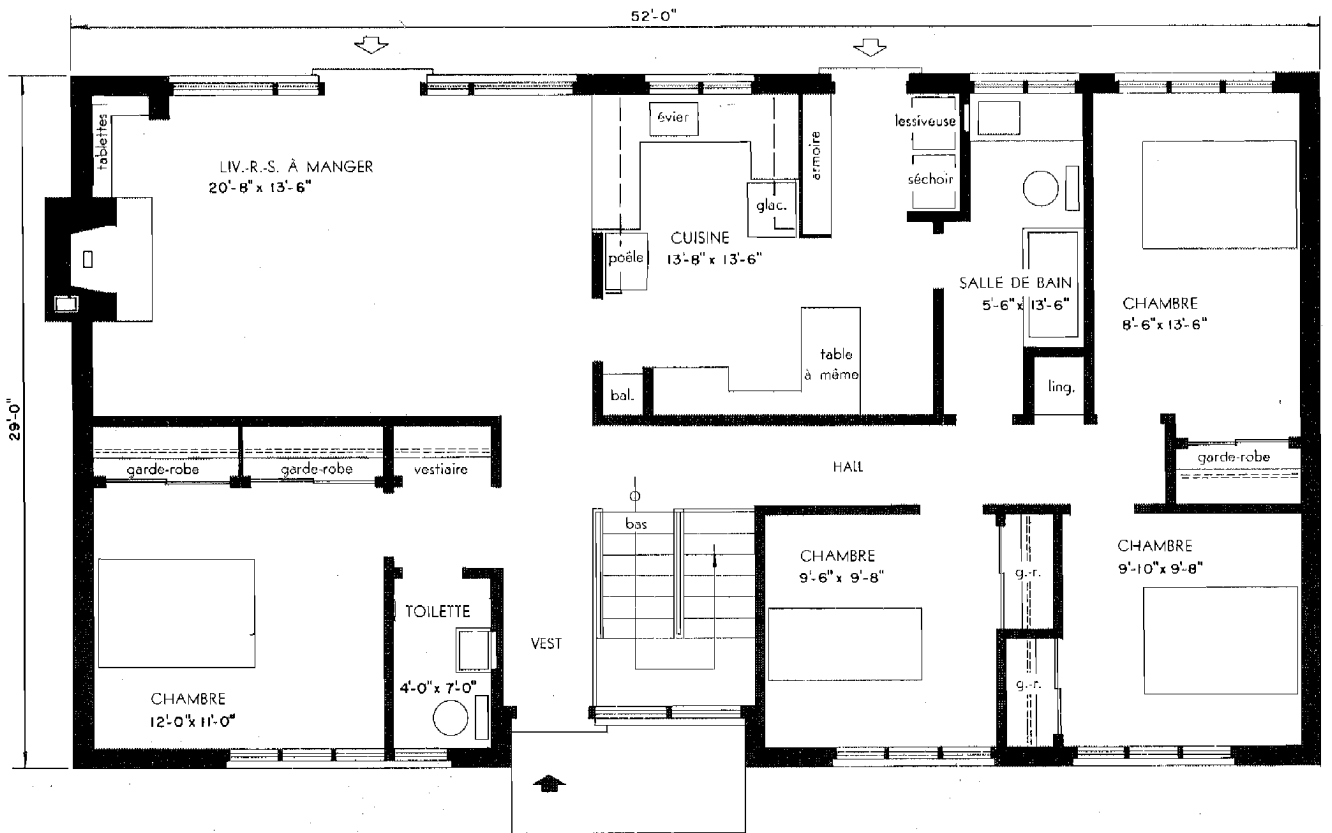 52'-0"
29'-0"
tablettes
LIV.-R.-S. À MANGER
20'-8" x 13'-6"
évier
armoire
lessiveuse
séchoir
glac.
poêle
CUISINE
13'-8" x 13'-6"
SALLE DE BAIN
5'-6" x 13'-6"
CHAMBRE
8'-6" x 13'-6"
table
à même
bal.
ling.
garde-robe
garde-robe
vestiaire
HALL
garde-robe
bas
CHAMBRE
9'-6" x 9'-8"
g.-r.
CHAMBRE
9'-10" x 9'-8"
TOILETTE
4'-0" x 7'-0"
VEST
g.-r.
CHAMBRE
12'-0" x 11'-0"